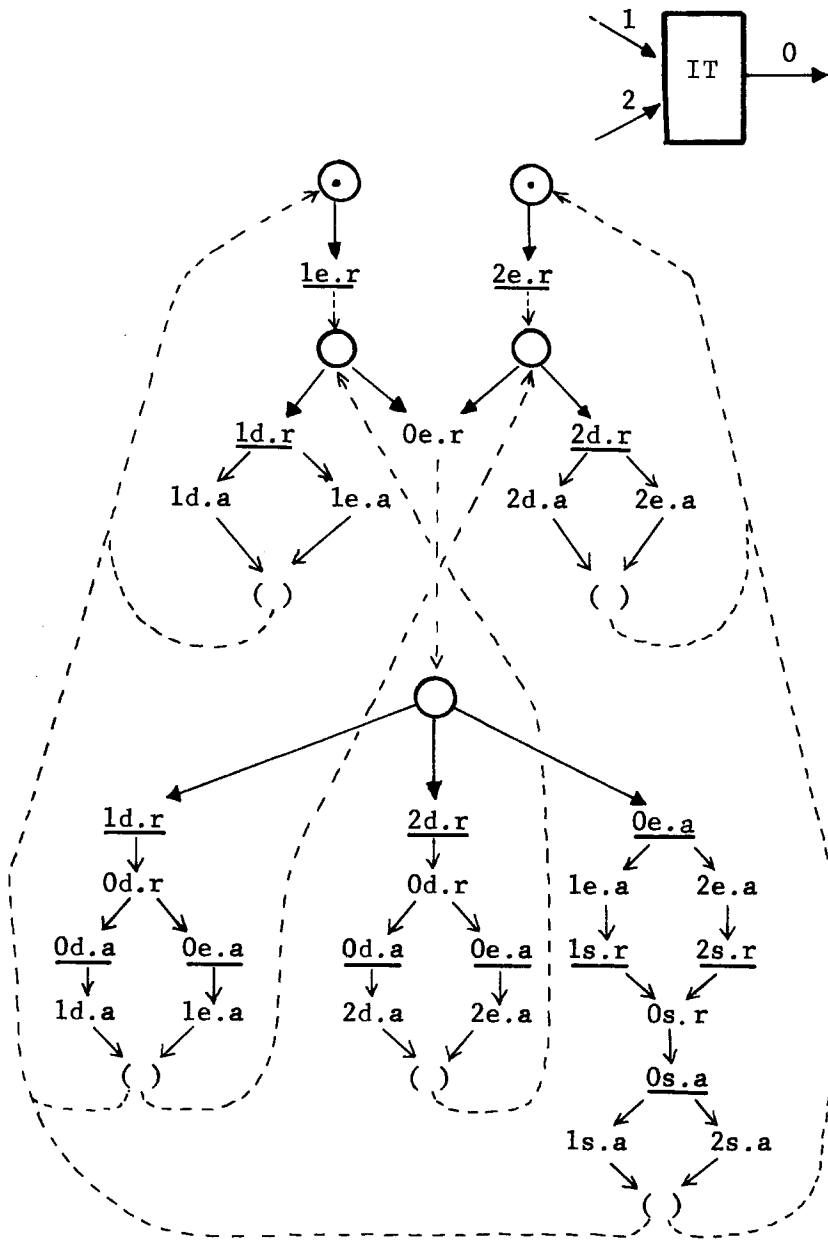 1
0
IT
2
1e.r 2e.r
1d.r 0e.r 2d.r
1d.a 1e.a 2d.a 2e.a
( ) ( )
1d.r 2d.r 0e.a
0d.r 0d.r 1e.a 2e.a
0d.a 0e.a 0d.a 0e.a 1s.r 2s.r
1d.a 1e.a 2d.a 2e.a 0s.r
( ) ( ) 0s.a
1s.a 2s.a
( )